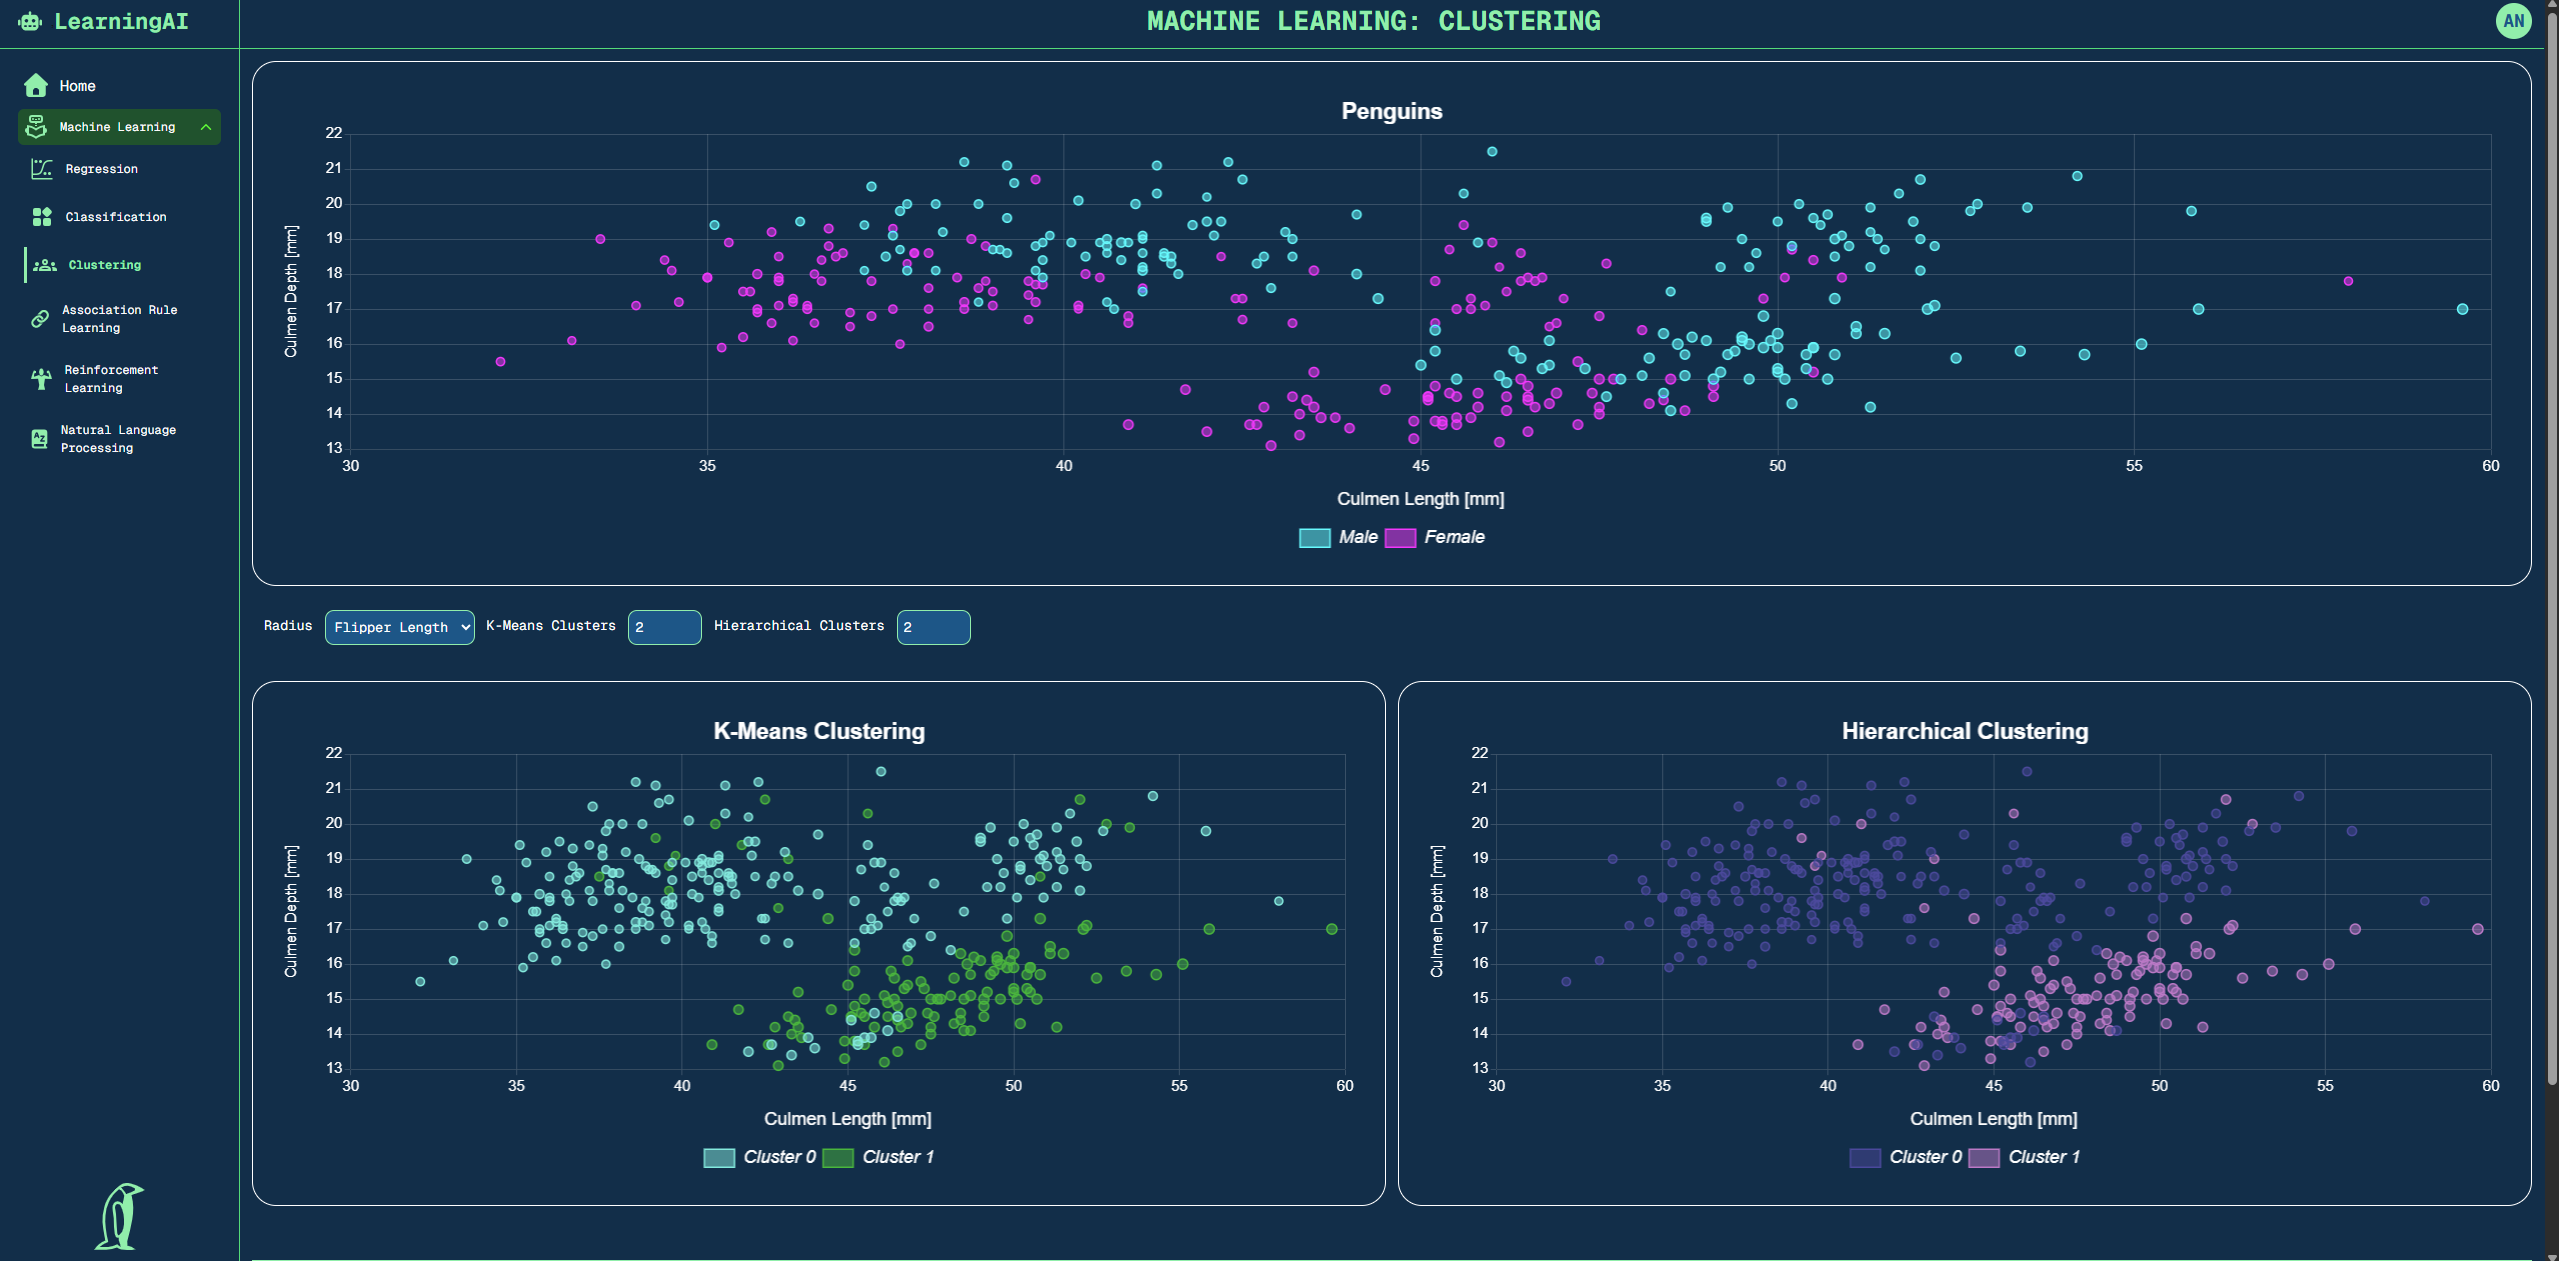 LearningAI
MACHINE LEARNING: CLUSTERING
AN
Home
Machine Learning
Regression
Classification
Clustering
Association Rule
Learning
Reinforcement
Learning
Natural Language
Processing
Penguins
22
21
20
19
18
17
16
15
14
13
Culmen Depth [mm]
30 35 40 45 50 55 60
Culmen Length [mm]
Male Female
Radius Flipper Length K-Means Clusters 2 Hierarchical Clusters 2
K-Means Clustering
22
21
20
19
18
17
16
15
14
13
Culmen Depth [mm]
30 35 40 45 50 55 60
Culmen Length [mm]
Cluster 0 Cluster 1
Hierarchical Clustering
22
21
20
19
18
17
16
15
14
13
Culmen Depth [mm]
30 35 40 45 50 55 60
Culmen Length [mm]
Cluster 0 Cluster 1